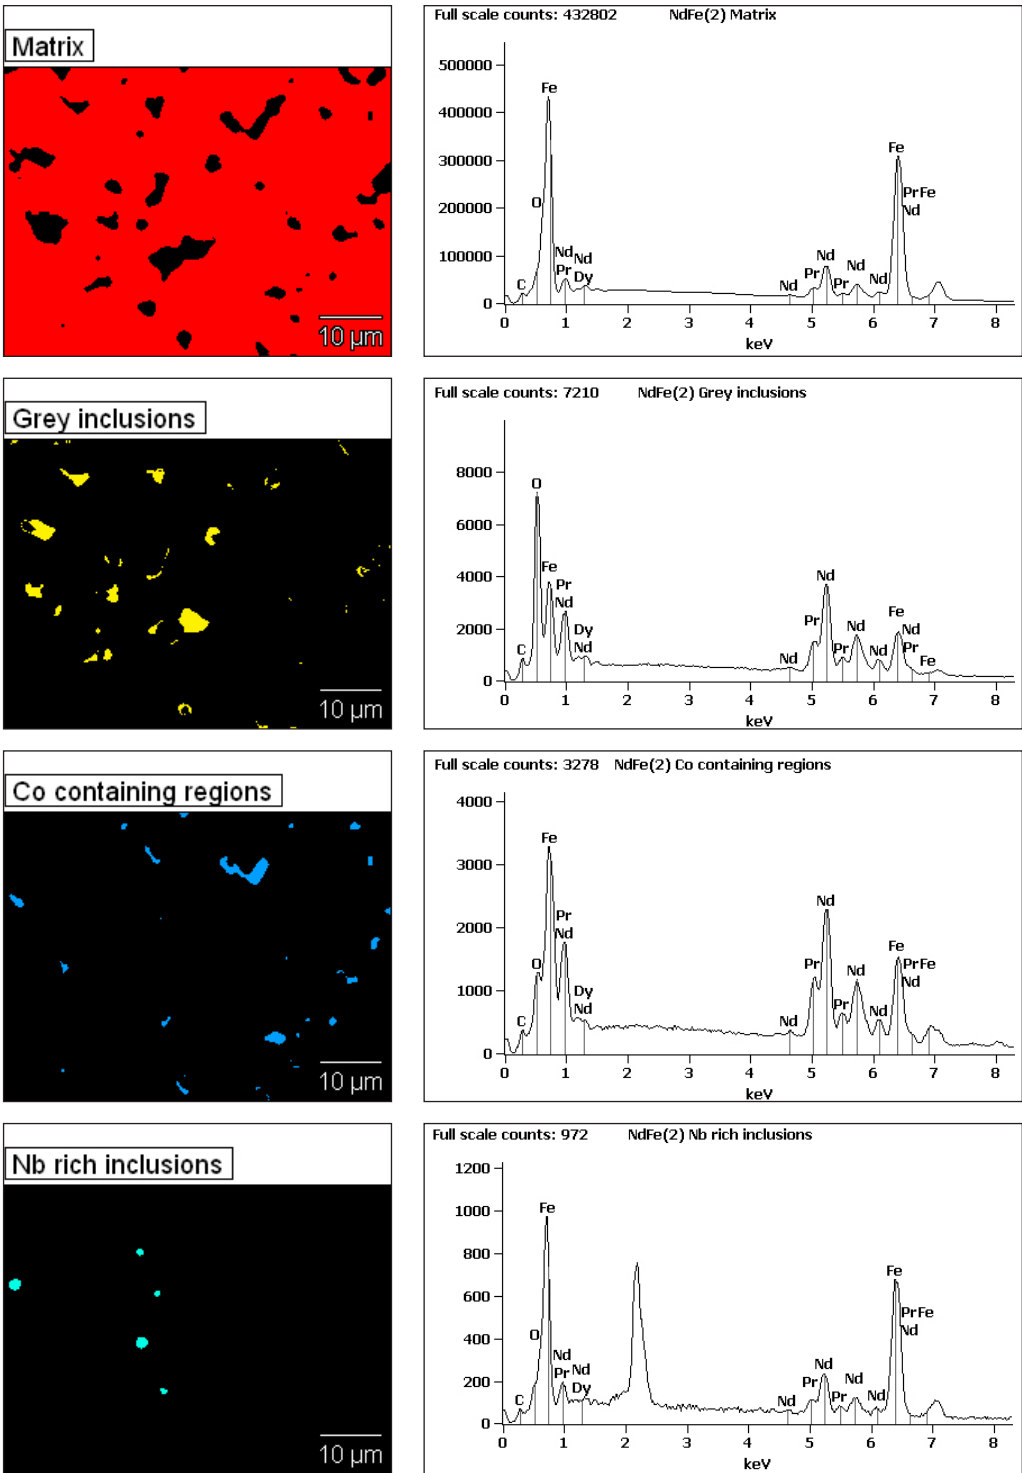 Matrix
10 µm
Full scale counts: 432802 NdFe(2) Matrix
500000
400000
300000
200000
100000
0
Fe
O
C
Nd
Pr
Nd
Dy
Nd
Pr
Nd
Pr
Nd
Nd
Fe
PrFe
Nd
0 1 2 3 4 5 6 7 8
keV
Grey inclusions
10 µm
Full scale counts: 7210 NdFe(2) Grey inclusions
8000
6000
4000
2000
0
O
Fe
C
Pr
Nd
Dy
Nd
Nd
Pr
Nd
Pr
Nd
Nd
Fe
Nd
Pr
Fe
0 1 2 3 4 5 6 7 8
keV
Co containing regions
10 µm
Full scale counts: 3278 NdFe(2) Co containing regions
4000
3000
2000
1000
0
Fe
O
C
Pr
Nd
Dy
Nd
Nd
Pr
Nd
Pr
Nd
Nd
Fe
PrFe
Nd
0 1 2 3 4 5 6 7 8
keV
Nb rich inclusions
10 µm
Full scale counts: 972 NdFe(2) Nb rich inclusions
1200
1000
800
600
400
200
0
Fe
O
C
Nd
Pr
Nd
Dy
Nd
Pr
Nd
Pr
Nd
Nd
Fe
PrFe
Nd
0 1 2 3 4 5 6 7 8
keV